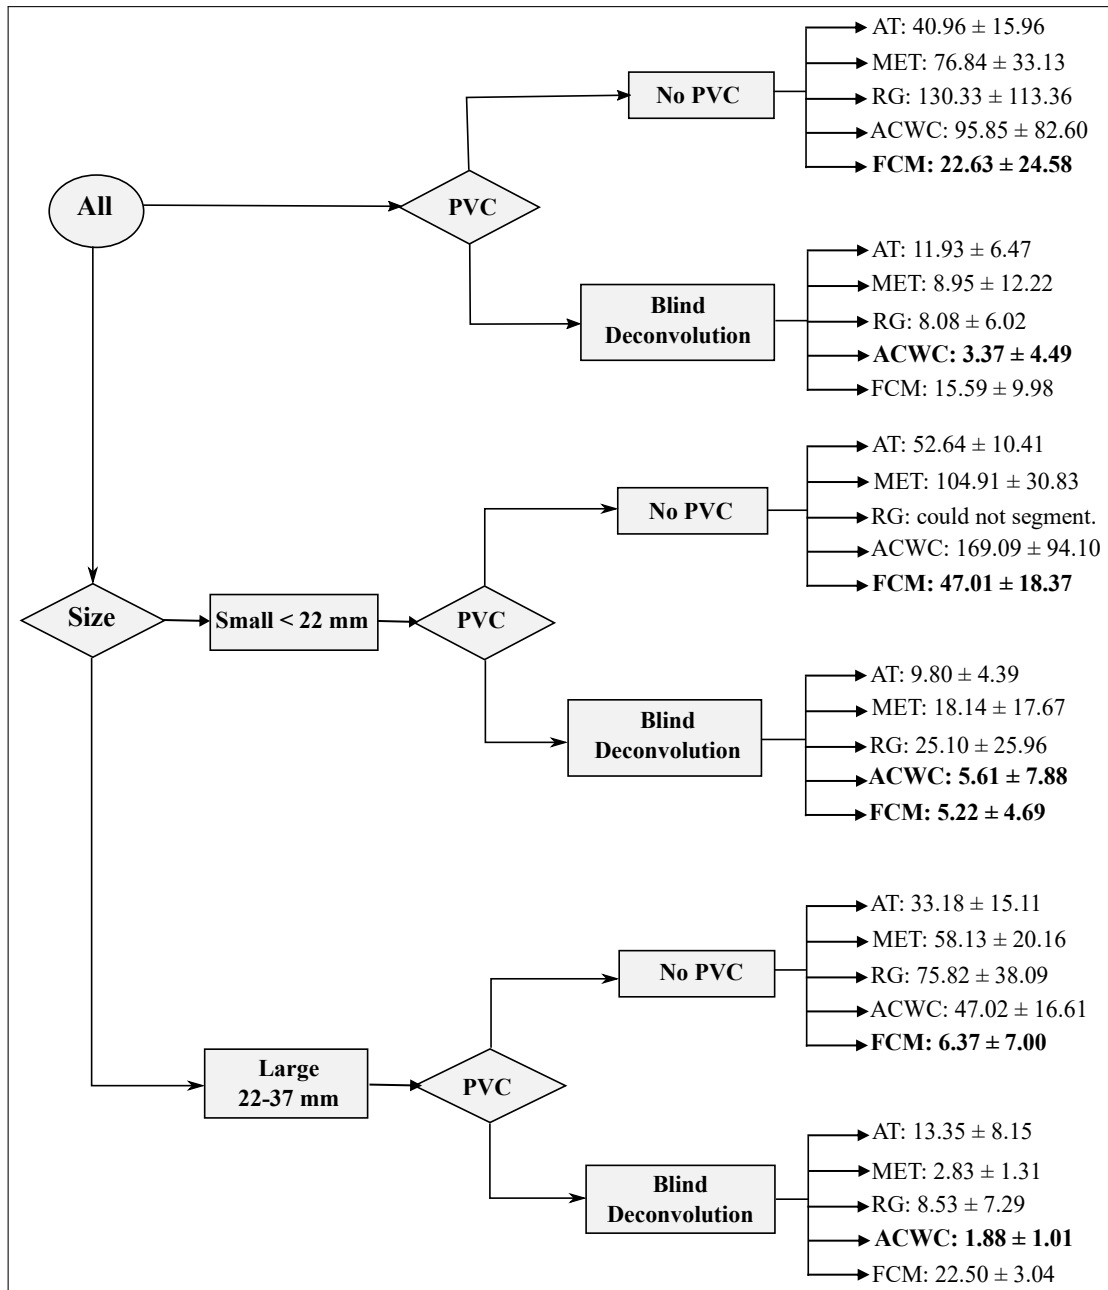 All
PVC
No PVC
AT: 40.96 ± 15.96
MET: 76.84 ± 33.13
RG: 130.33 ± 113.36
ACWC: 95.85 ± 82.60
FCM: 22.63 ± 24.58
Blind
Deconvolution
AT: 11.93 ± 6.47
MET: 8.95 ± 12.22
RG: 8.08 ± 6.02
ACWC: 3.37 ± 4.49
FCM: 15.59 ± 9.98
Size
Small < 22 mm
PVC
No PVC
AT: 52.64 ± 10.41
MET: 104.91 ± 30.83
RG: could not segment.
ACWC: 169.09 ± 94.10
FCM: 47.01 ± 18.37
Blind
Deconvolution
AT: 9.80 ± 4.39
MET: 18.14 ± 17.67
RG: 25.10 ± 25.96
ACWC: 5.61 ± 7.88
FCM: 5.22 ± 4.69
Large
22-37 mm
PVC
No PVC
AT: 33.18 ± 15.11
MET: 58.13 ± 20.16
RG: 75.82 ± 38.09
ACWC: 47.02 ± 16.61
FCM: 6.37 ± 7.00
Blind
Deconvolution
AT: 13.35 ± 8.15
MET: 2.83 ± 1.31
RG: 8.53 ± 7.29
ACWC: 1.88 ± 1.01
FCM: 22.50 ± 3.04